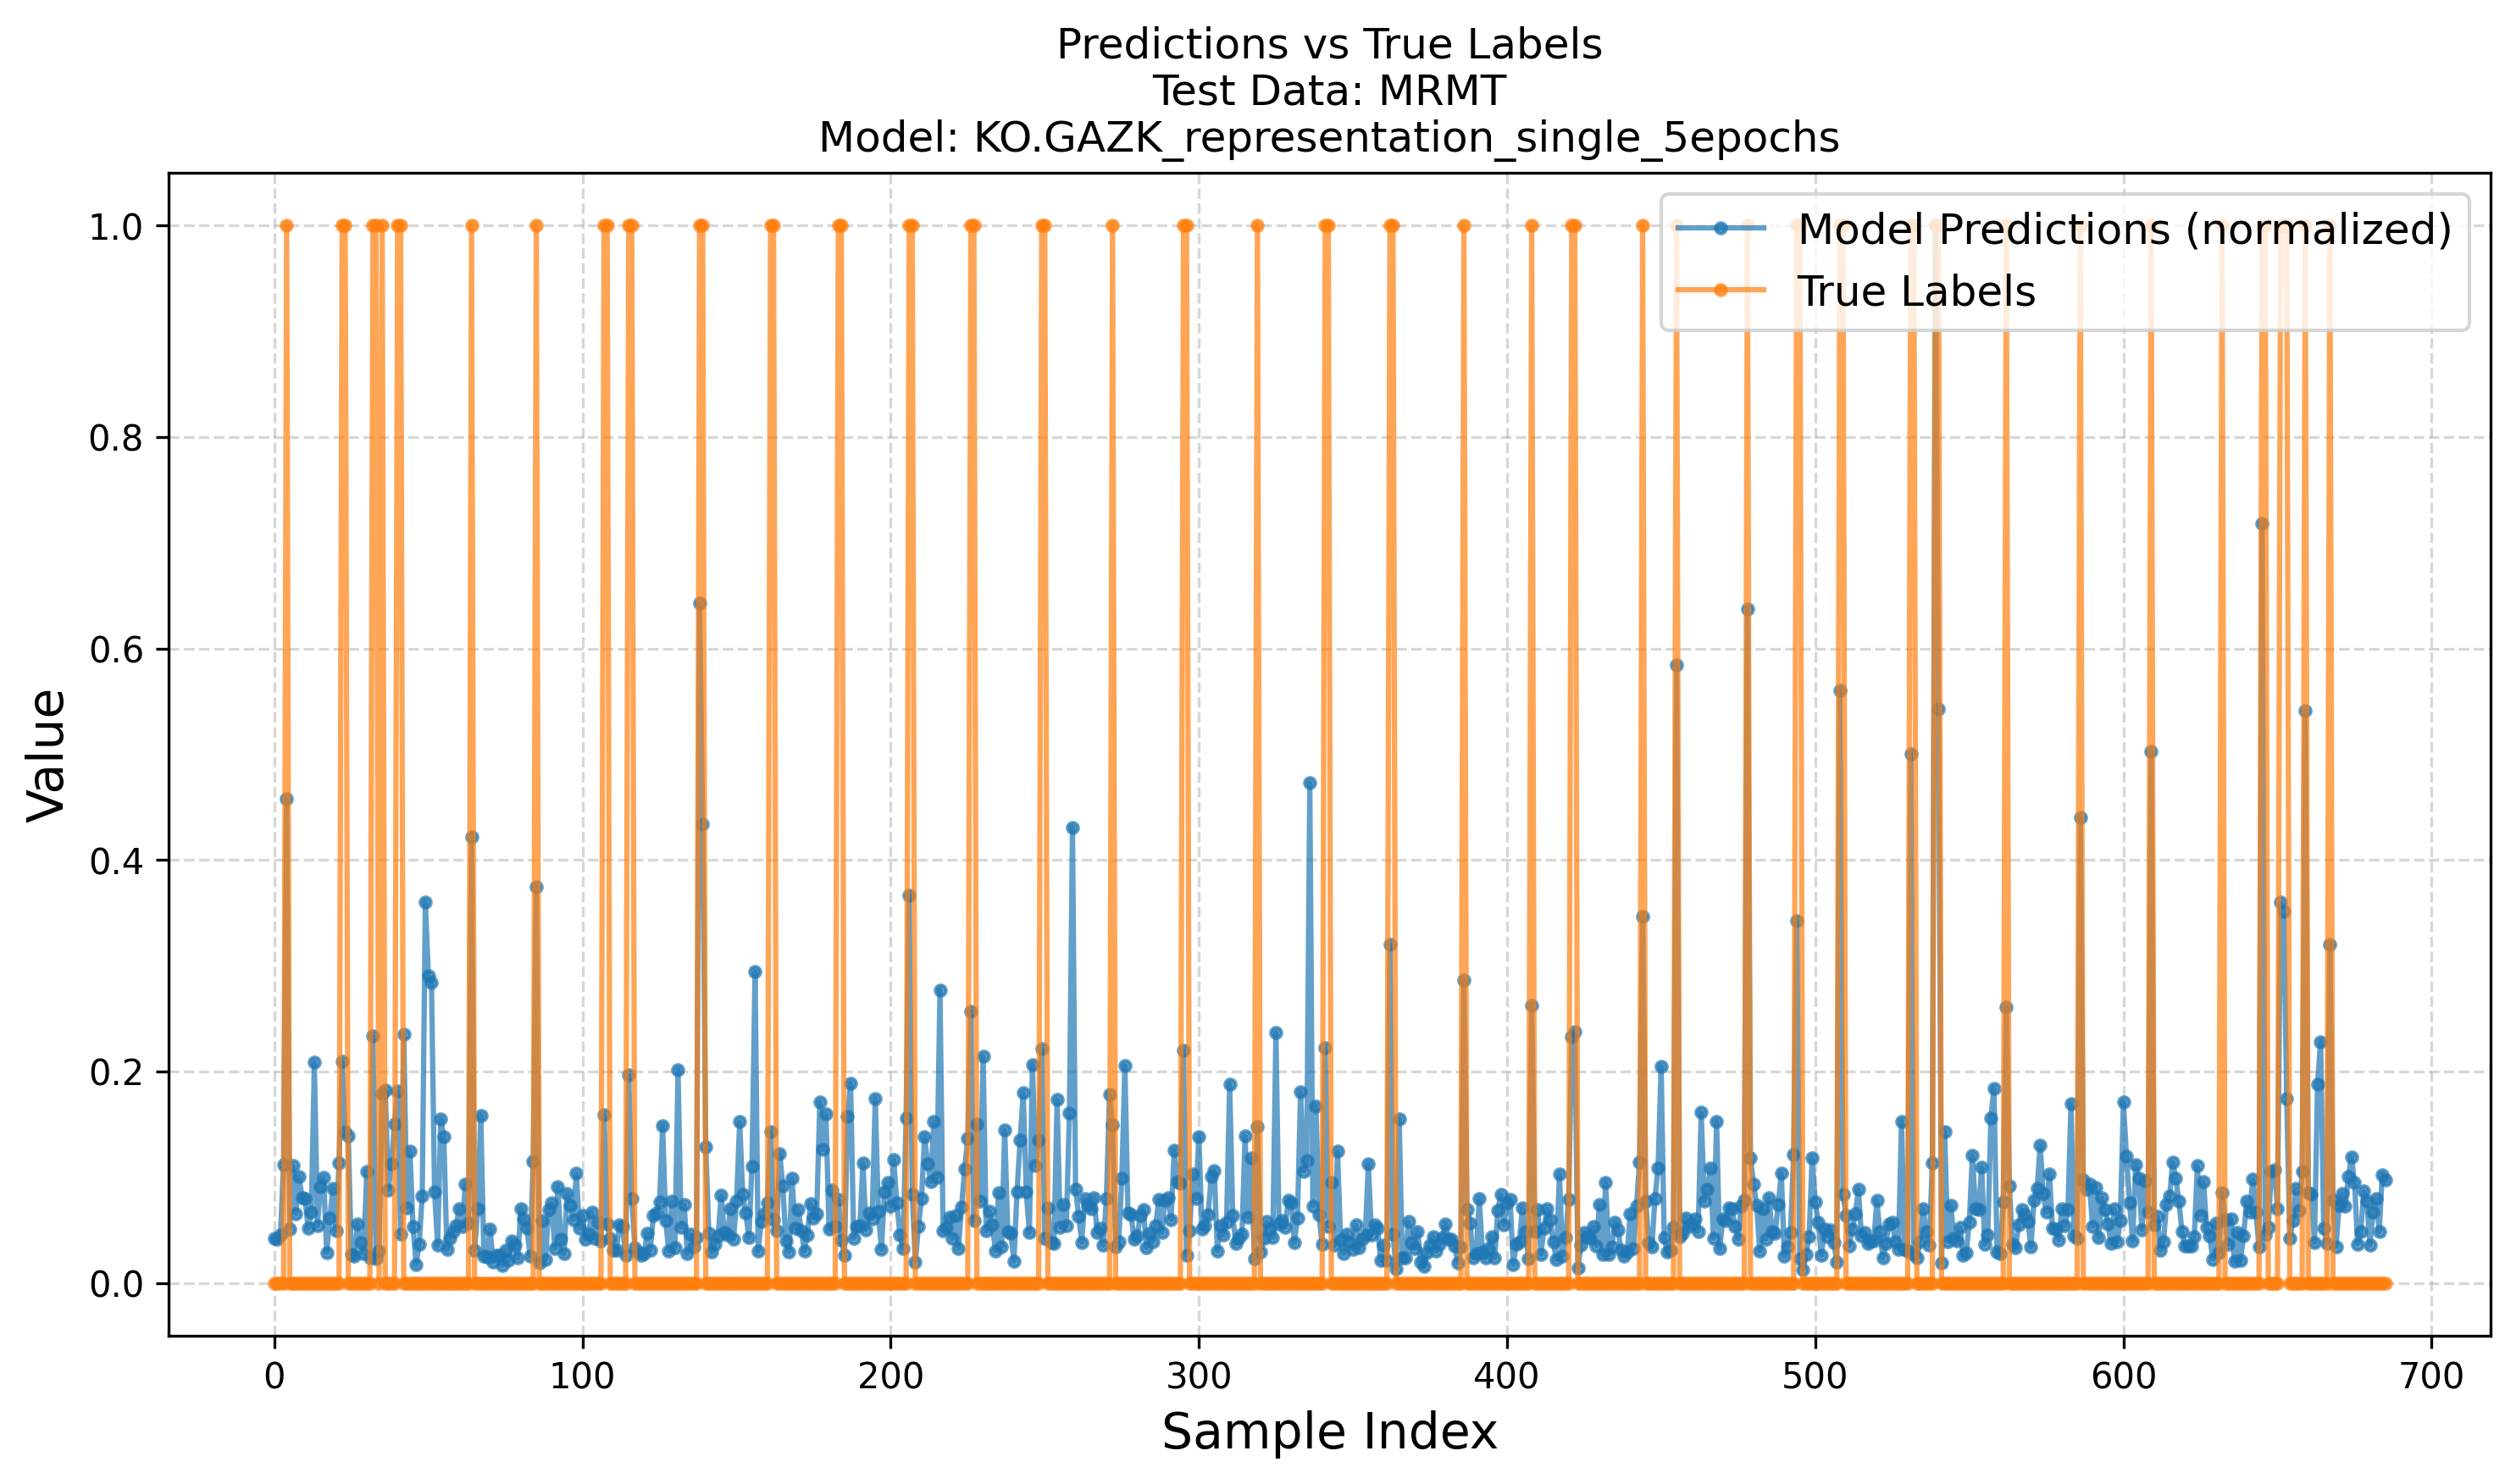 Predictions vs True Labels
Test Data: MRMT
Model: KO.GAZK_representation_single_5epochs
Model Predictions (normalized)
True Labels
Value
1.0
0.8
0.6
0.4
0.2
0.0
0 100 200 300 400 500 600 700
Sample Index